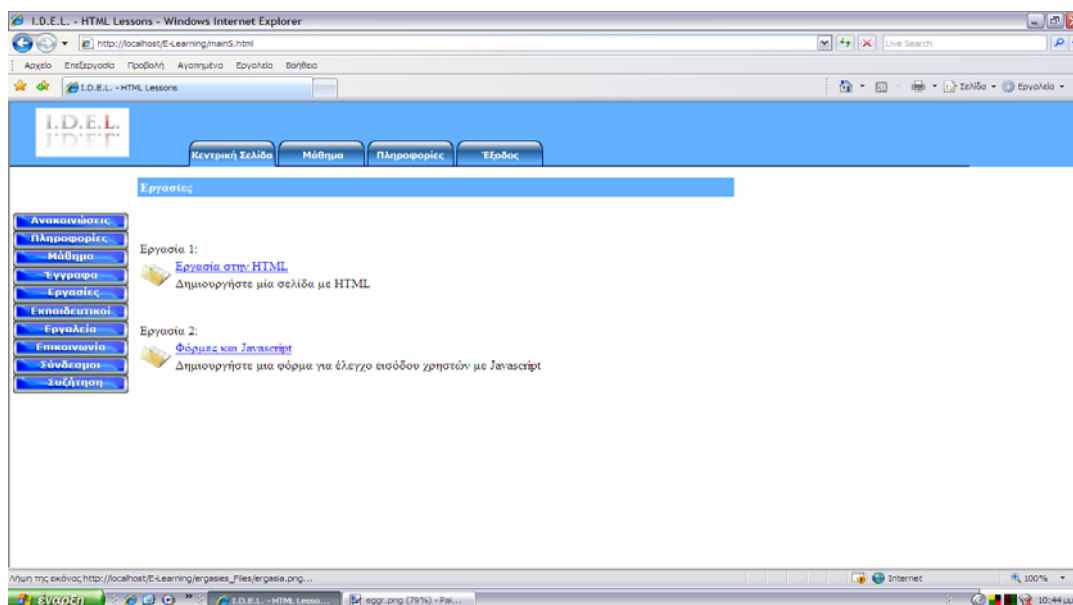 I.D.E.L. - HTML Lessons - Windows Internet Explorer
http://localhost/E-Learning/mainS.html
Live Search
Αρχείο Επεξεργασία Προβολή Αγαπημένα Εργαλεία Βοήθεια
I.D.E.L. - HTML Lessons
Σελίδα Εργαλεία
I.D.E.L.
Κεντρική Σελίδα Μάθημα Πληροφορίες Έξοδος
Εργασίες
Ανακοινώσεις
Πληροφορίες
Μάθημα
Έγγραφα
Εργασίες
Εκπαιδευτικοί
Εργαλεία
Επικοινωνία
Σύνδεσμοι
Συζήτηση
Εργασία 1:
Εργασία στην HTML
Δημιουργήστε μία σελίδα με HTML
Εργασία 2:
Φόρμες και Javascript
Δημιουργήστε μια φόρμα για έλεγχο εισόδου χρηστών με Javascript
Λήψη της εικόνας http://localhost/E-Learning/ergasies_files/ergasia.png...
Internet
100%
έναρξη
I.D.E.L. - HTML Lesso...
eggr.png (79%) - Pai...
10:44 μμ